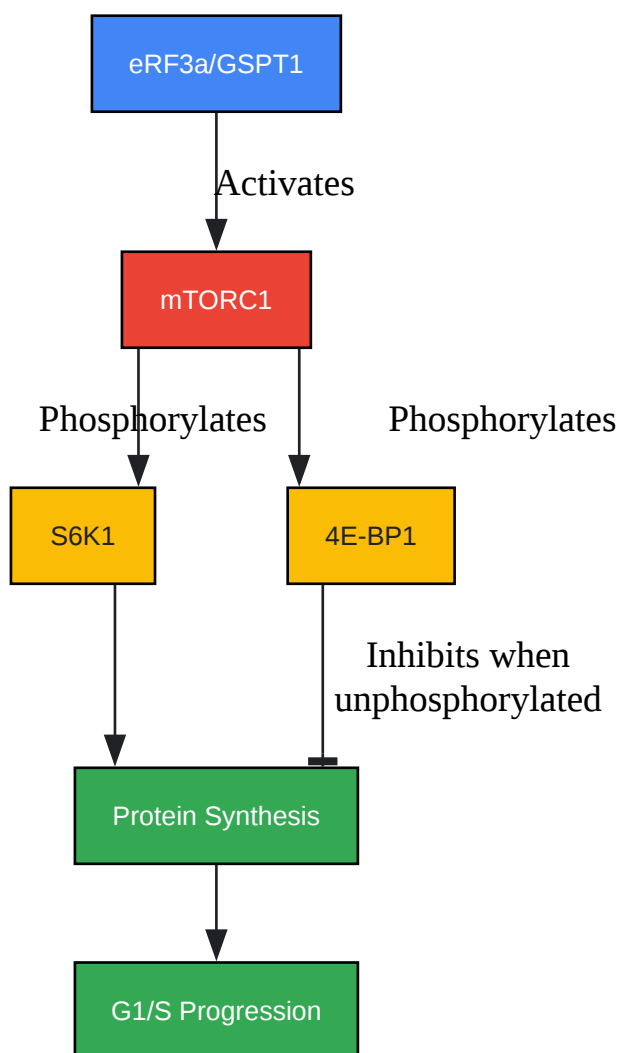 eRF3a/GSPT1
Activates
mTORC1
Phosphorylates
Phosphorylates
S6K1
4E-BP1
Inhibits when
unphosphorylated
Protein Synthesis
G1/S Progression